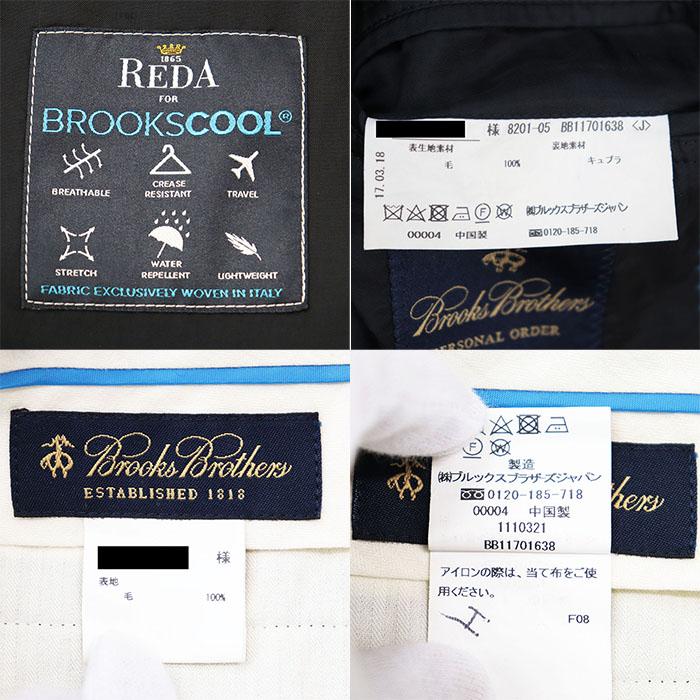 1865
REDA
FOR
BROOKSCOOL®
BREATHABLE
CREASE
RESISTANT
TRAVEL
STRETCH
WATER
REPELLENT
LIGHTWEIGHT
FABRIC EXCLUSIVELY WOVEN IN ITALY
様 8201-05 BB11701638 <J>
表生地素材 裏地素材
毛 100% キュプラ
17.03.18
㈱ブルックスブラザーズジャパン
00004 中国製 0120-185-718
Brooks Brothers
PERSONAL ORDER
Brooks Brothers
ESTABLISHED 1818
様
表地
毛 100%
製造
㈱ブルックスブラザーズジャパン
0120-185-718
00004 中国製
1110321
BB11701638
アイロンの際は、当て布をご使
用ください。
F08
hers